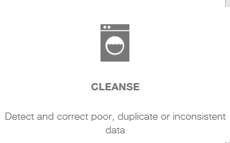 CLEANSE
Detect and correct poor, duplicate or inconsistent
data